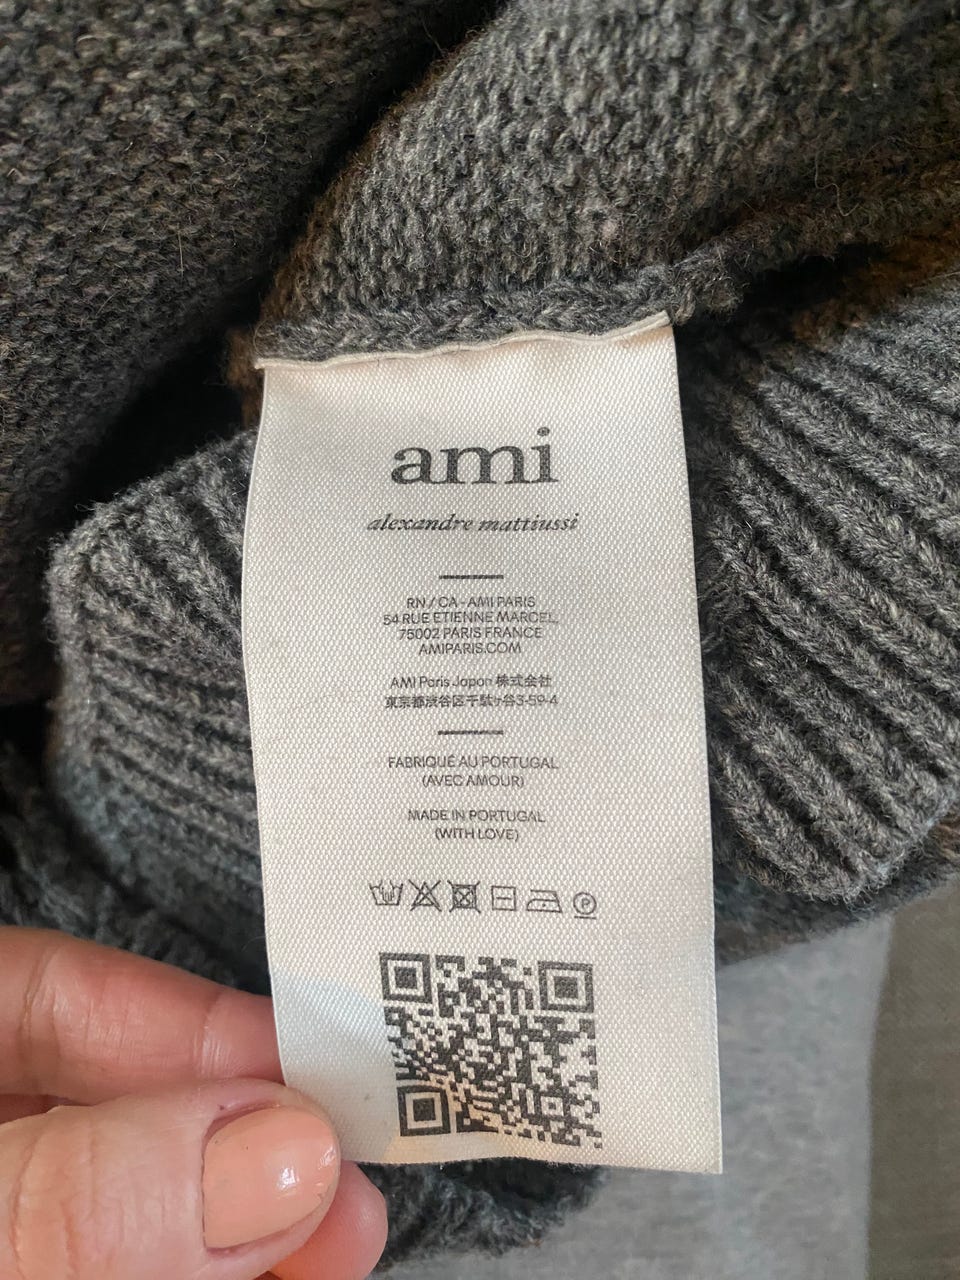 ami
alexandre mattiussi
RN / CA - AMI PARIS
54 RUE ETIENNE MARCEL,
75002 PARIS FRANCE
AMIPARIS.COM
AMI Paris Japan 株式会社
東京都渋谷区千駄ヶ谷3-59-4
FABRIQUÉ AU PORTUGAL
(AVEC AMOUR)
MADE IN PORTUGAL
(WITH LOVE)
P